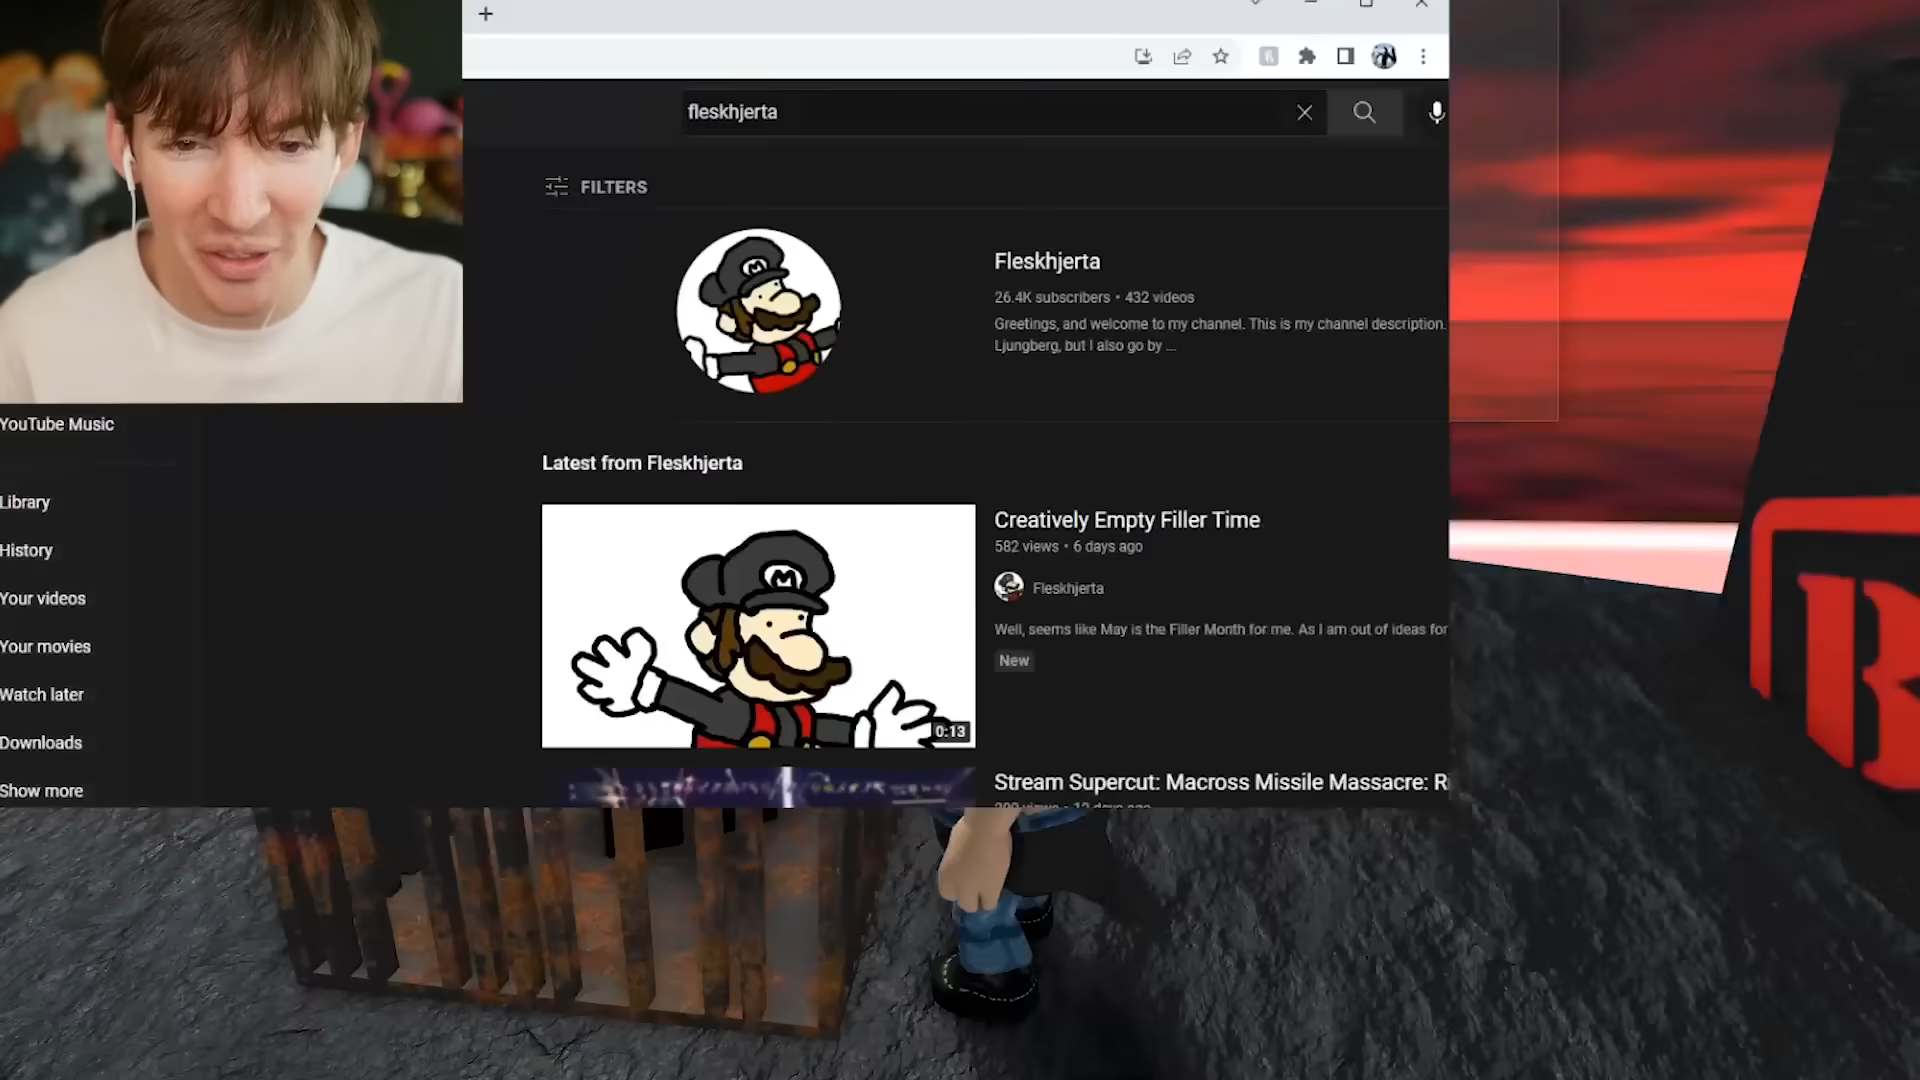 fleskhjerta
FILTERS
Fleskhjerta
26.4K subscribers • 432 videos
Greetings, and welcome to my channel. This is my channel description.
Ljungberg, but I also go by ...
YouTube Music
Latest from Fleskhjerta
Library
History
Your videos
Your movies
Watch later
Downloads
Show more
M
M
0:13
Creatively Empty Filler Time
582 views • 6 days ago
Fleskhjerta
Well, seems like May is the Filler Month for me. As I am out of ideas for
New
Stream Supercut: Macross Missile Massacre: Ri
B